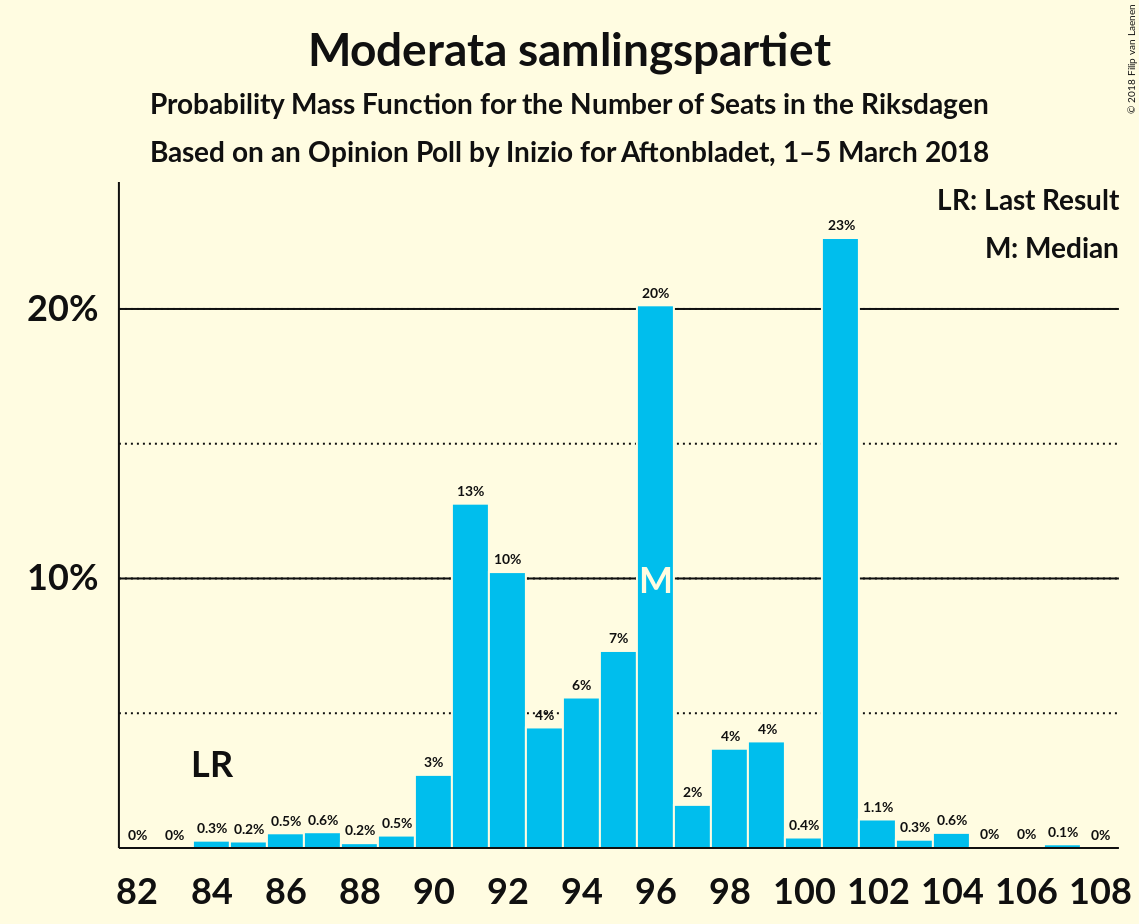 Moderata samlingspartiet
Probability Mass Function for the Number of Seats in the Riksdagen
Based on an Opinion Poll by Inizio for Aftonbladet, 1–5 March 2018
© 2018 Filip van Laenen
LR: Last Result
M: Median
20%
10%
0% 0% 0.3% 0.2% 0.5% 0.6% 0.2% 0.5% 3% 13% 10% 4% 6% 7% 20% 2% 4% 4% 0.4% 23% 1.1% 0.3% 0.6% 0% 0% 0.1% 0%
LR
M
82 84 86 88 90 92 94 96 98 100 102 104 106 108